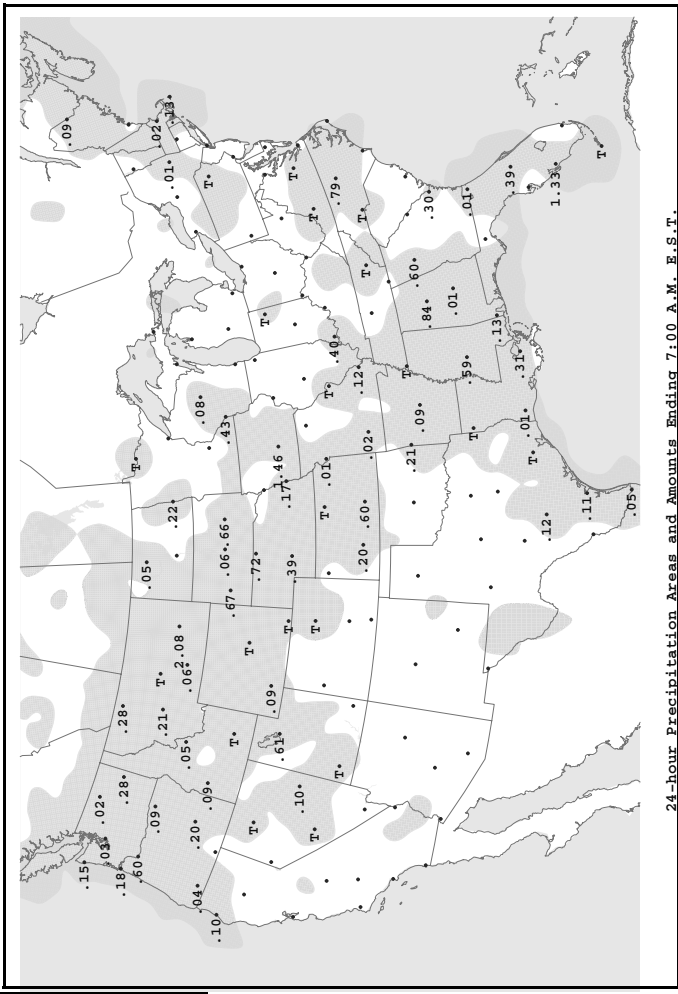 .09
.15
.02
.03
.18
.28
.28
T
.60
.05
.09
.02
.21
T
.01
.13
.22
2.08
.05
.06
.04
.20
.08
.09
T
.10
.06
.66
.43
.67
T
T
T
.72
T
.09
1.46
.61
.17
T
.39
T
.10
T
T
T
T
.01
T
.40
.79
T
.12
.20
T
.60
T
.02
T
.21
.60
.09
.84
.30
.01
.59
.01
T
.13
.39
.31
.01
T
.12
1.33
.11
T
.05
24-hour Precipitation Areas and Amounts Ending 7:00 A.M. E.S.T.